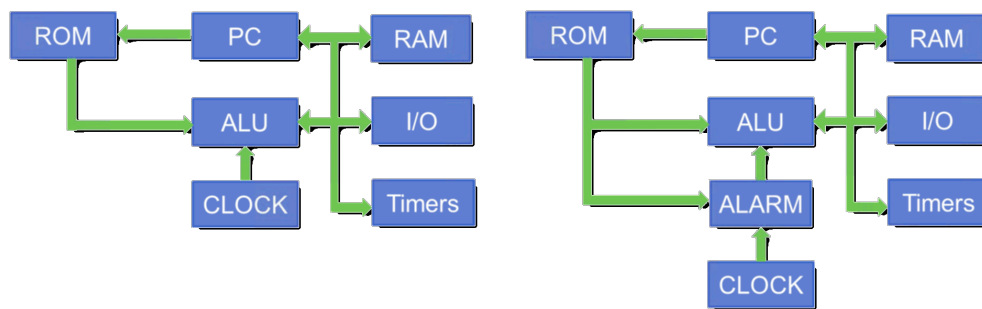 ROM
PC
RAM
ALU
I/O
CLOCK
Timers
ROM
PC
RAM
ALU
I/O
ALARM
Timers
CLOCK